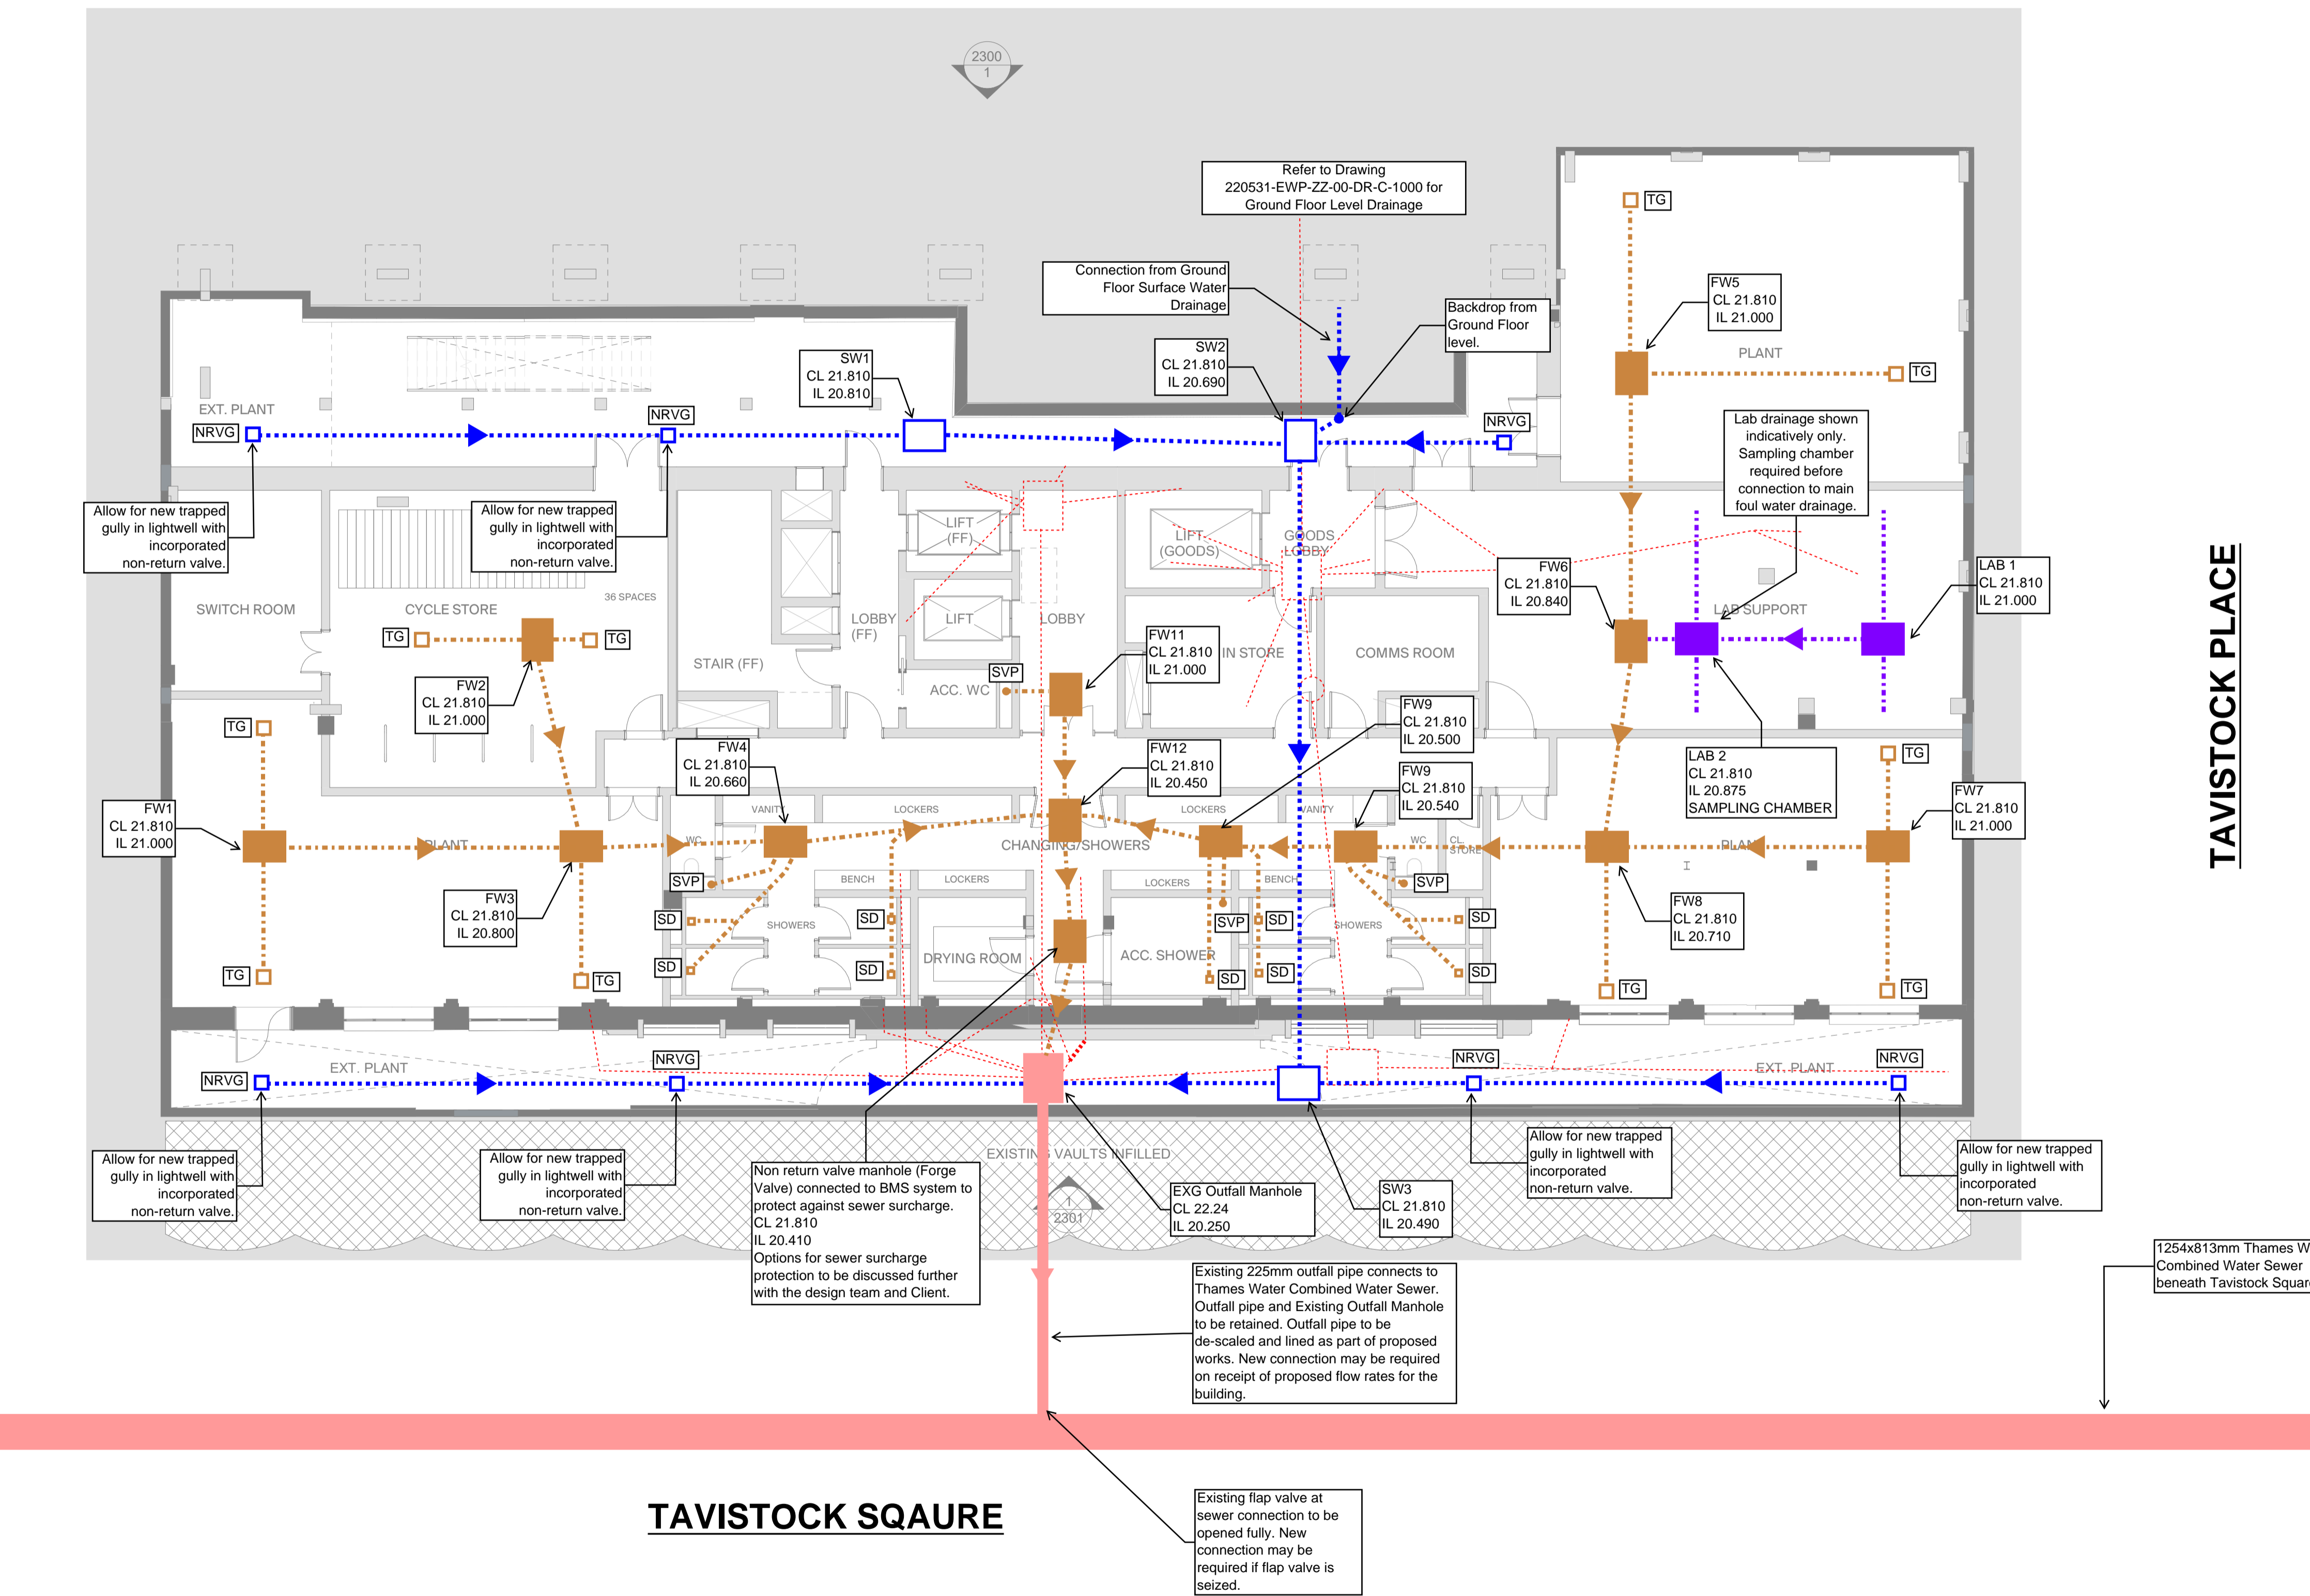 2300
1
Refer to Drawing
220531-EWP-ZZ-00-DR-C-1000 for
Ground Floor Level Drainage
TG
Connection from Ground
Floor Surface Water
Drainage
Backdrop from
Ground Floor
level.
FW5
CL 21.810
IL 21.000
SW1
CL 21.810
IL 20.810
SW2
CL 21.810
IL 20.690
PLANT
TG
EXT. PLANT
NRVG
NRVG
NRVG
Lab drainage shown
indicatively only.
Sampling chamber
required before
connection to main
foul water drainage.
Allow for new trapped
gully in lightwell with
incorporated
non-return valve.
Allow for new trapped
gully in lightwell with
incorporated
non-return valve.
LIFT
(FF)
LIFT
(GOODS)
GOODS
LOBBY
FW6
CL 21.810
IL 20.840
LAB 1
CL 21.810
IL 21.000
SWITCH ROOM
CYCLE STORE
36 SPACES
LOBBY
(FF)
LIFT
LOBBY
LAB SUPPORT
TG
TG
STAIR (FF)
FW11
CL 21.810
IL 21.000
IN STORE
COMMS ROOM
SVP
ACC. WC
FW2
CL 21.810
IL 21.000
TG
FW9
CL 21.810
IL 20.500
FW4
CL 21.810
IL 20.660
FW12
CL 21.810
IL 20.450
FW9
CL 21.810
IL 20.540
LAB 2
CL 21.810
IL 20.875
SAMPLING CHAMBER
TG
FW7
CL 21.810
IL 21.000
FW1
CL 21.810
IL 21.000
VANITY
LOCKERS
LOCKERS
VANITY
PLANT
WC
CHANGING/SHOWERS
WC
CL.
STORE
PLANT
SVP
BENCH
LOCKERS
LOCKERS
BENCH
SVP
FW3
CL 21.810
IL 20.800
FW8
CL 21.810
IL 20.710
SD
SHOWERS
SD
SVP
SD
SHOWERS
SD
SD
SD
DRYING ROOM
ACC. SHOWER
SD
SD
SD
TG
TG
TG
TG
NRVG
EXT. PLANT
NRVG
NRVG
EXT. PLANT
NRVG
Allow for new trapped
gully in lightwell with
incorporated
non-return valve.
Allow for new trapped
gully in lightwell with
incorporated
non-return valve.
EXISTING VAULTS INFILLED
Non return valve manhole (Forge
Valve) connected to BMS system to
protect against sewer surcharge.
CL 21.810
IL 20.410
Options for sewer surcharge
protection to be discussed further
with the design team and Client.
1
2301
EXG Outfall Manhole
CL 22.24
IL 20.250
SW3
CL 21.810
IL 20.490
Allow for new trapped
gully in lightwell with
incorporated
non-return valve.
Allow for new trapped
gully in lightwell with
incorporated
non-return valve.
Existing 225mm outfall pipe connects to
Thames Water Combined Water Sewer.
Outfall pipe and Existing Outfall Manhole
to be retained. Outfall pipe to be
de-scaled and lined as part of proposed
works. New connection may be required
on receipt of proposed flow rates for the
building.
1254x813mm Thames W
Combined Water Sewer
beneath Tavistock Squar
TAVISTOCK PLACE
TAVISTOCK SQAURE
Existing flap valve at
sewer connection to be
opened fully. New
connection may be
required if flap valve is
seized.